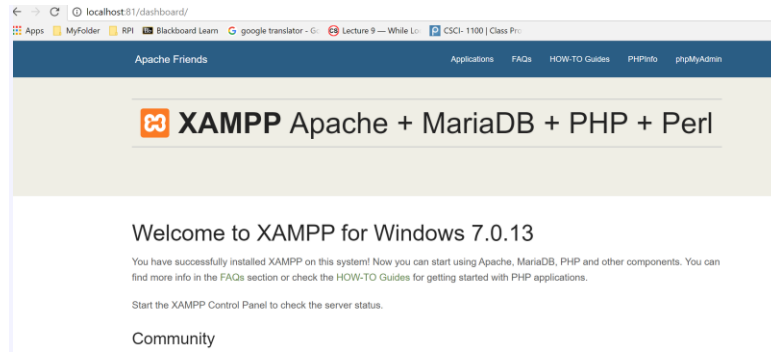 localhost:81/dashboard/
Apps MyFolder RPI Blackboard Learn google translator - Go Lecture 9 — While Lo CSCI- 1100 | Class Pro
Apache Friends Applications FAQs HOW-TO Guides PHPInfo phpMyAdmin
XAMPP Apache + MariaDB + PHP + Perl
Welcome to XAMPP for Windows 7.0.13
You have successfully installed XAMPP on this system! Now you can start using Apache, MariaDB, PHP and other components. You can
find more info in the FAQs section or check the HOW-TO Guides for getting started with PHP applications.
Start the XAMPP Control Panel to check the server status.
Community